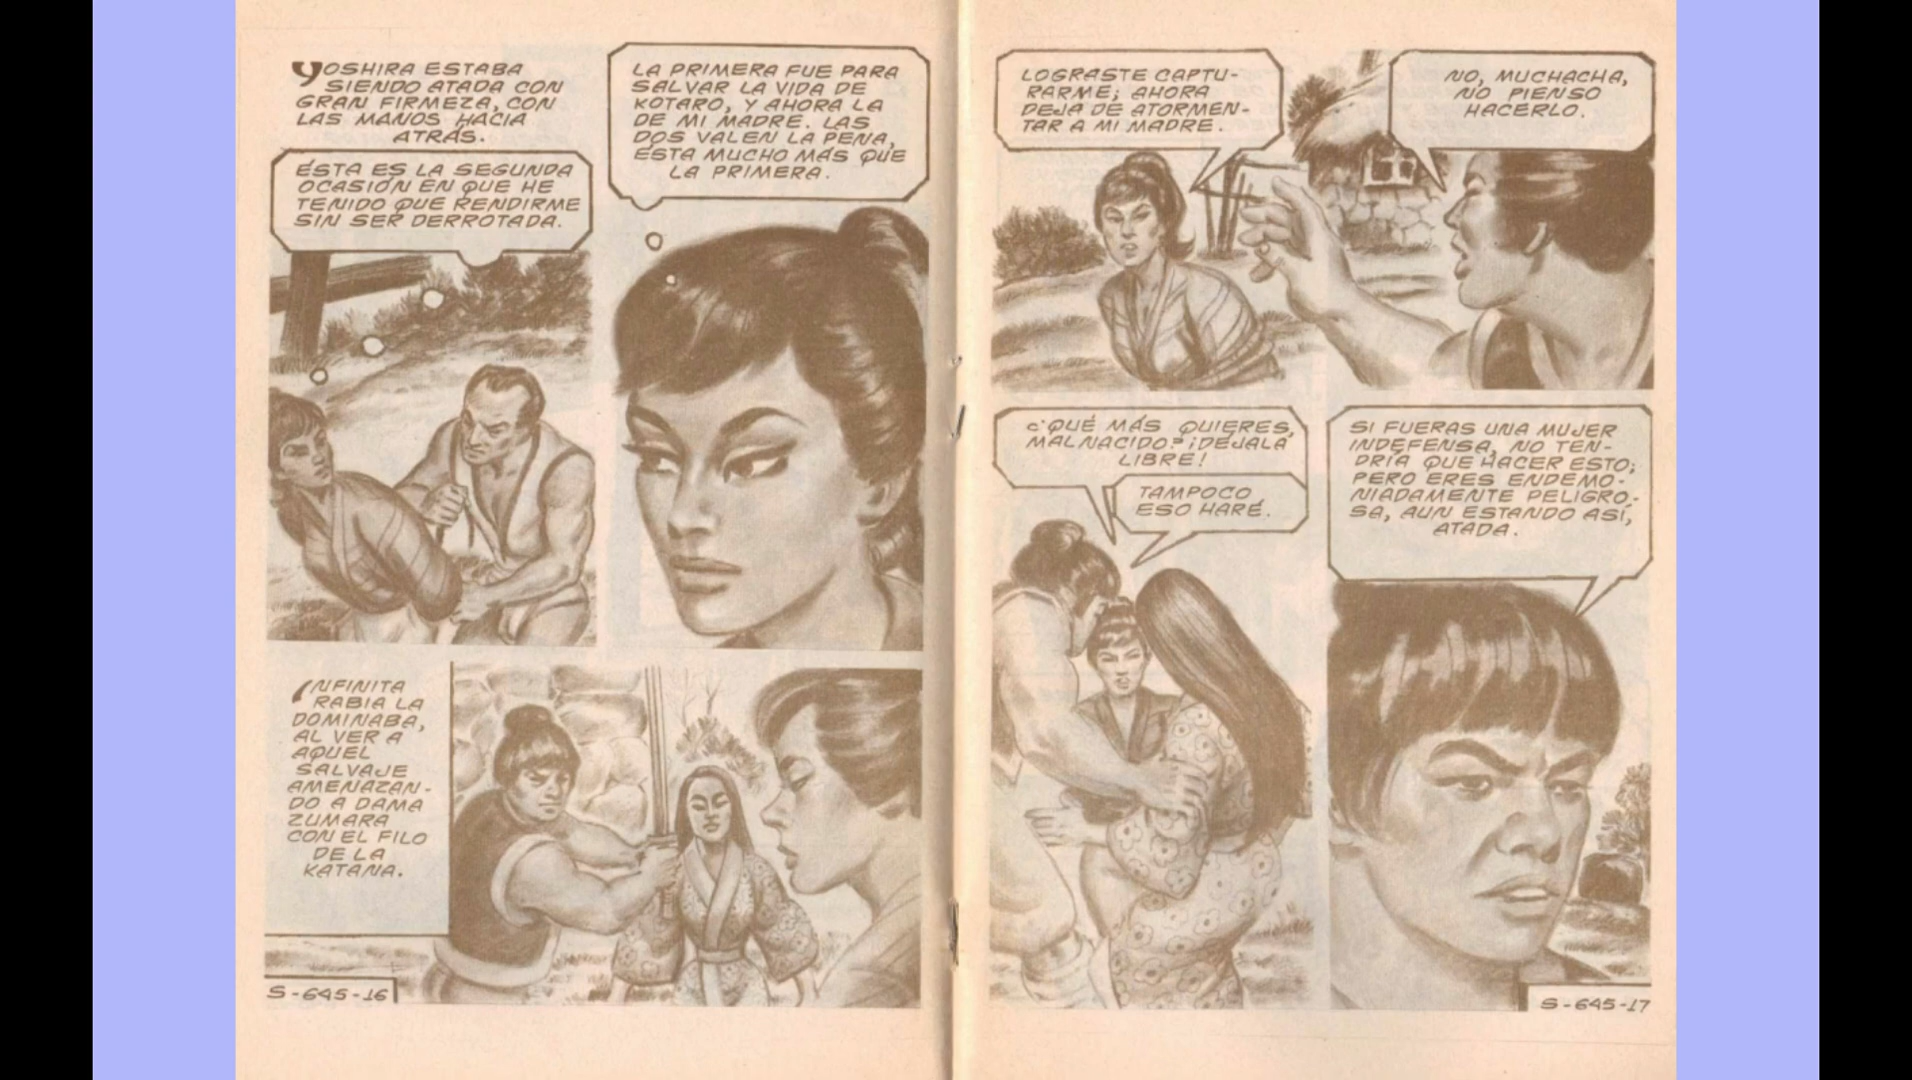 YOSHIRA ESTABA
SIENDO ATADA CON
GRAN FIRMEZA, CON
LAS MANOS HACIA
ATRÁS.
ÉSTA ES LA SEGUNDA
OCASIÓN EN QUE HE
TENIDO QUE RENDIRME
SIN SER DERROTADA.
LA PRIMERA FUE PARA
SALVAR LA VIDA DE
KOTARO, Y AHORA LA
DE MI MADRE. LAS
DOS VALEN LA PENA,
ÉSTA MUCHO MÁS QUE
LA PRIMERA.
INFINITA
RABIA LA
DOMINABA,
AL VER A
AQUEL
SALVAJE
AMENAZAN-
DO A DAMA
ZUMARA
CON EL FILO
DE LA
KATANA.
S-645-16
LOGRASTE CAPTU-
RARME; AHORA
DEJA DE ATORMEN-
TAR A MI MADRE.
NO, MUCHACHA,
NO PIENSO
HACERLO.
¿QUÉ MÁS QUIERES,
MALNACIDO? ¡DÉJALA
LIBRE!
TAMPOCO
ESO HARÉ.
SI FUERAS UNA MUJER
INDEFENSA, NO TEN-
DRÍA QUE HACER ESTO;
PERO ERES ENDEMO-
NIADAMENTE PELIGRO-
SA, AUN ESTANDO ASÍ,
ATADA.
S-645-17